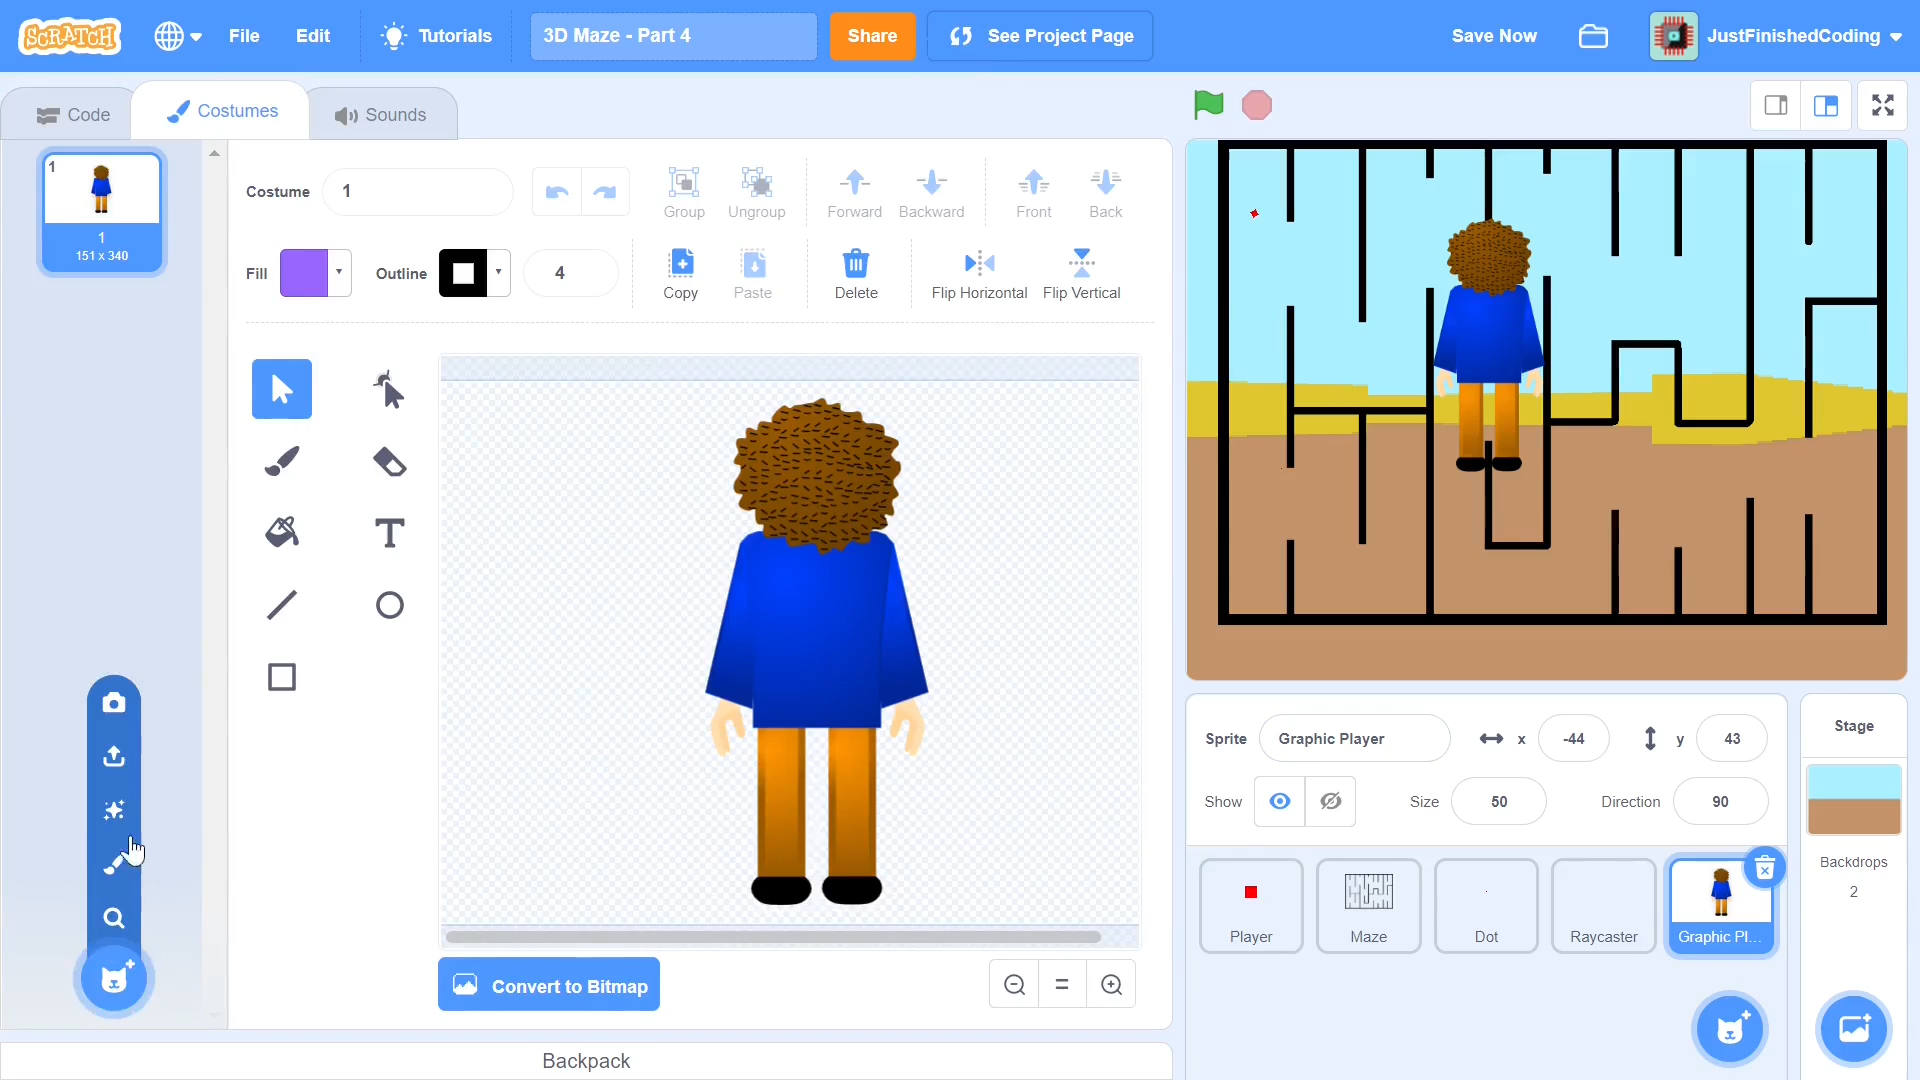 SCRATCH
File
Edit
Tutorials
3D Maze - Part 4
Share
See Project Page
Save Now
JustFinishedCoding
Code
Costumes
Sounds
1
1
151 x 340
Costume
1
Group
Ungroup
Forward
Backward
Front
Back
Fill
Outline
4
Copy
Paste
Delete
Flip Horizontal
Flip Vertical
T
Convert to Bitmap
Backpack
Sprite
Graphic Player
x
-44
y
43
Show
Size
50
Direction
90
Player
Maze
Dot
Raycaster
Graphic Pl...
Stage
Backdrops
2